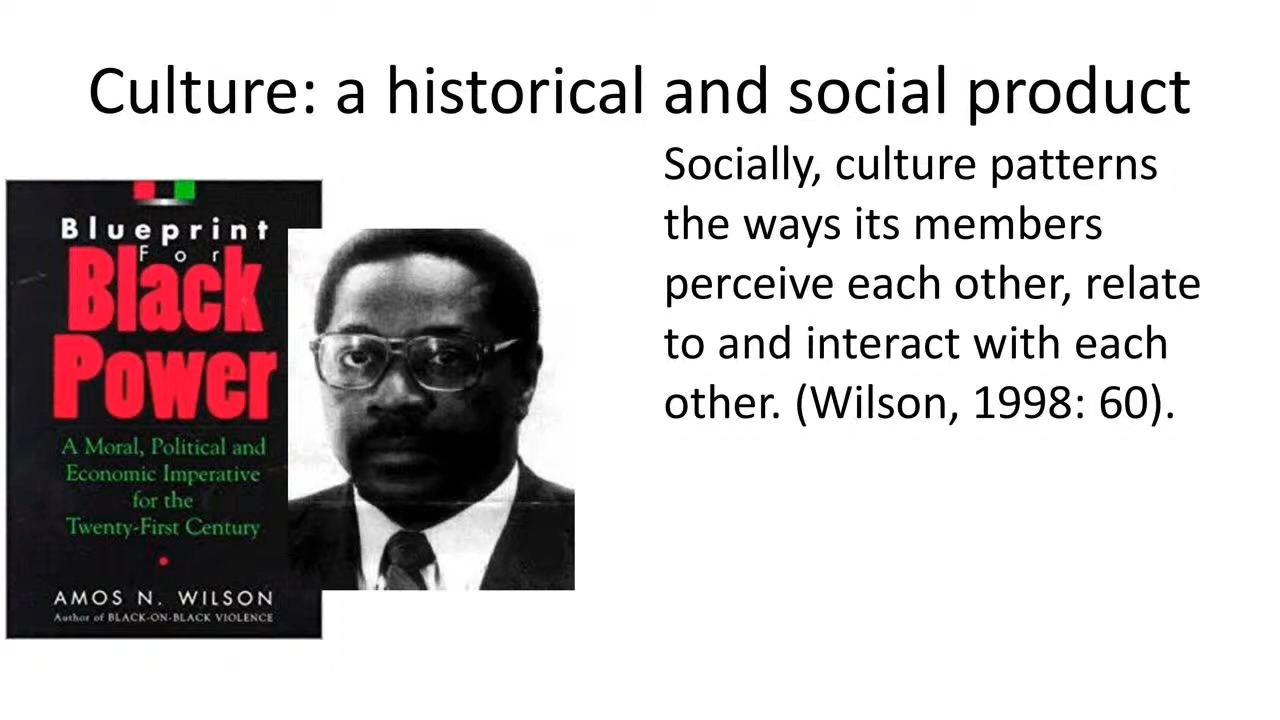 Culture: a historical and social product
Blueprint
For
Black
Power
A Moral, Political and
Economic Imperative
for the
Twenty-First Century
AMOS N. WILSON
Author of BLACK-ON-BLACK VIOLENCE
Socially, culture patterns
the ways its members
perceive each other, relate
to and interact with each
other. (Wilson, 1998: 60).